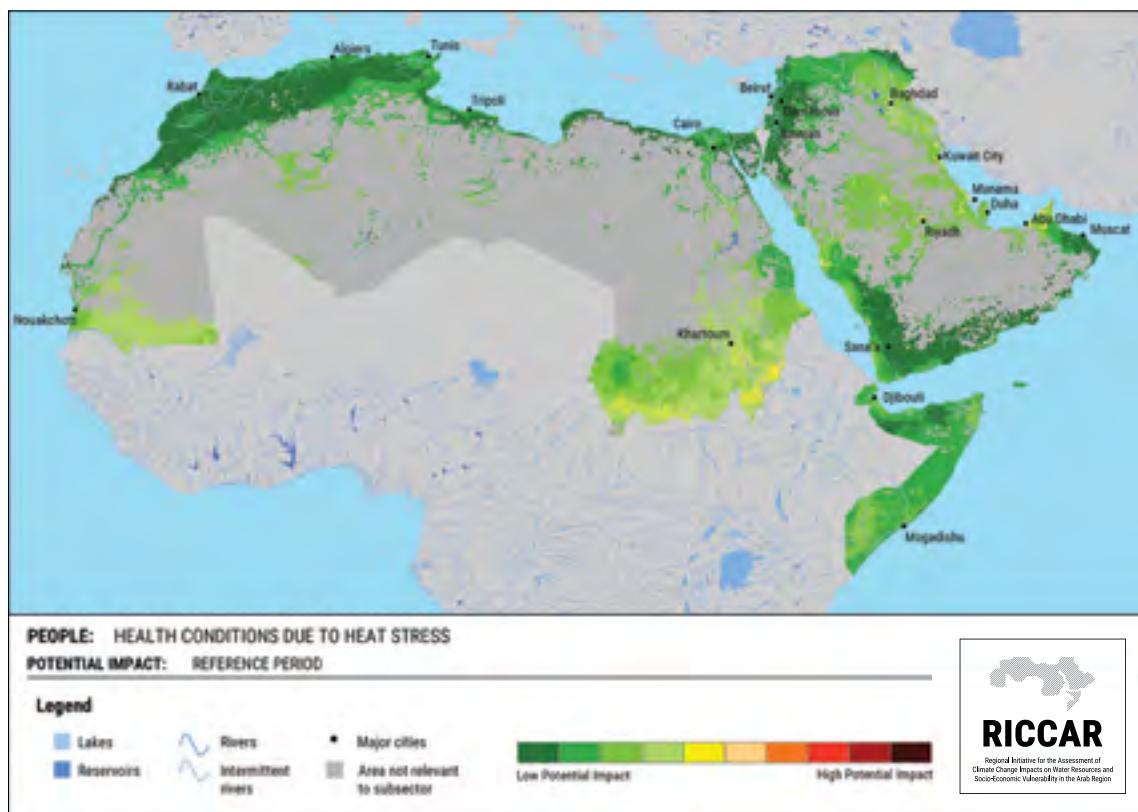 Algiers
Tunis
Rabat
Tripoli
Beirut
Baghdad
Damascus
Cairo
Amman
Kuwait City
Manama
Duha
Abu Dhabi
Riyadh
Muscat
Nouakchott
Khartoum
Sana'a
Djibouti
Mogadishu
PEOPLE: HEALTH CONDITIONS DUE TO HEAT STRESS
POTENTIAL IMPACT: REFERENCE PERIOD
Legend
Lakes
Rivers
Major cities
Reservoirs
Intermittent
rivers
Area not relevant
to subsector
Low Potential Impact
High Potential Impact
RICCAR
Regional Initiative for the Assessment of
Climate Change Impacts on Water Resources and
Socio-Economic Vulnerability in the Arab Region